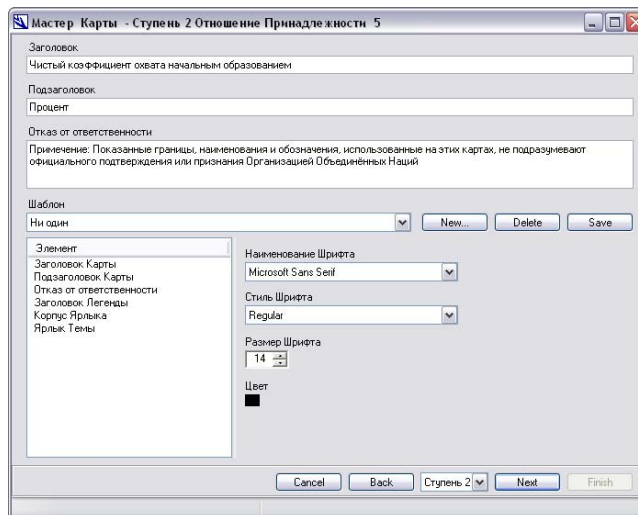 Мастер Карты - Ступень 2 Отношение Принадлежности 5
Заголовок
Чистый коэффициент охвата начальным образованием
Подзаголовок
Процент
Отказ от ответственности
Примечение: Показанные границы, наименования и обозначения, использованные на этих картах, не подразумевают
официального подтверждения или признания Организацией Объединённых Наций
Шаблон
Ни один
New...
Delete
Save
Элемент
Заголовок Карты
Подзаголовок Карты
Отказ от ответственности
Заголовок Легенды
Корпус Ярлыка
Ярлык Темы
Наименование Шрифта
Microsoft Sans Serif
Стиль Шрифта
Regular
Размер Шрифта
14
Цвет
Cancel
Back
Ступень 2
Next
Finish